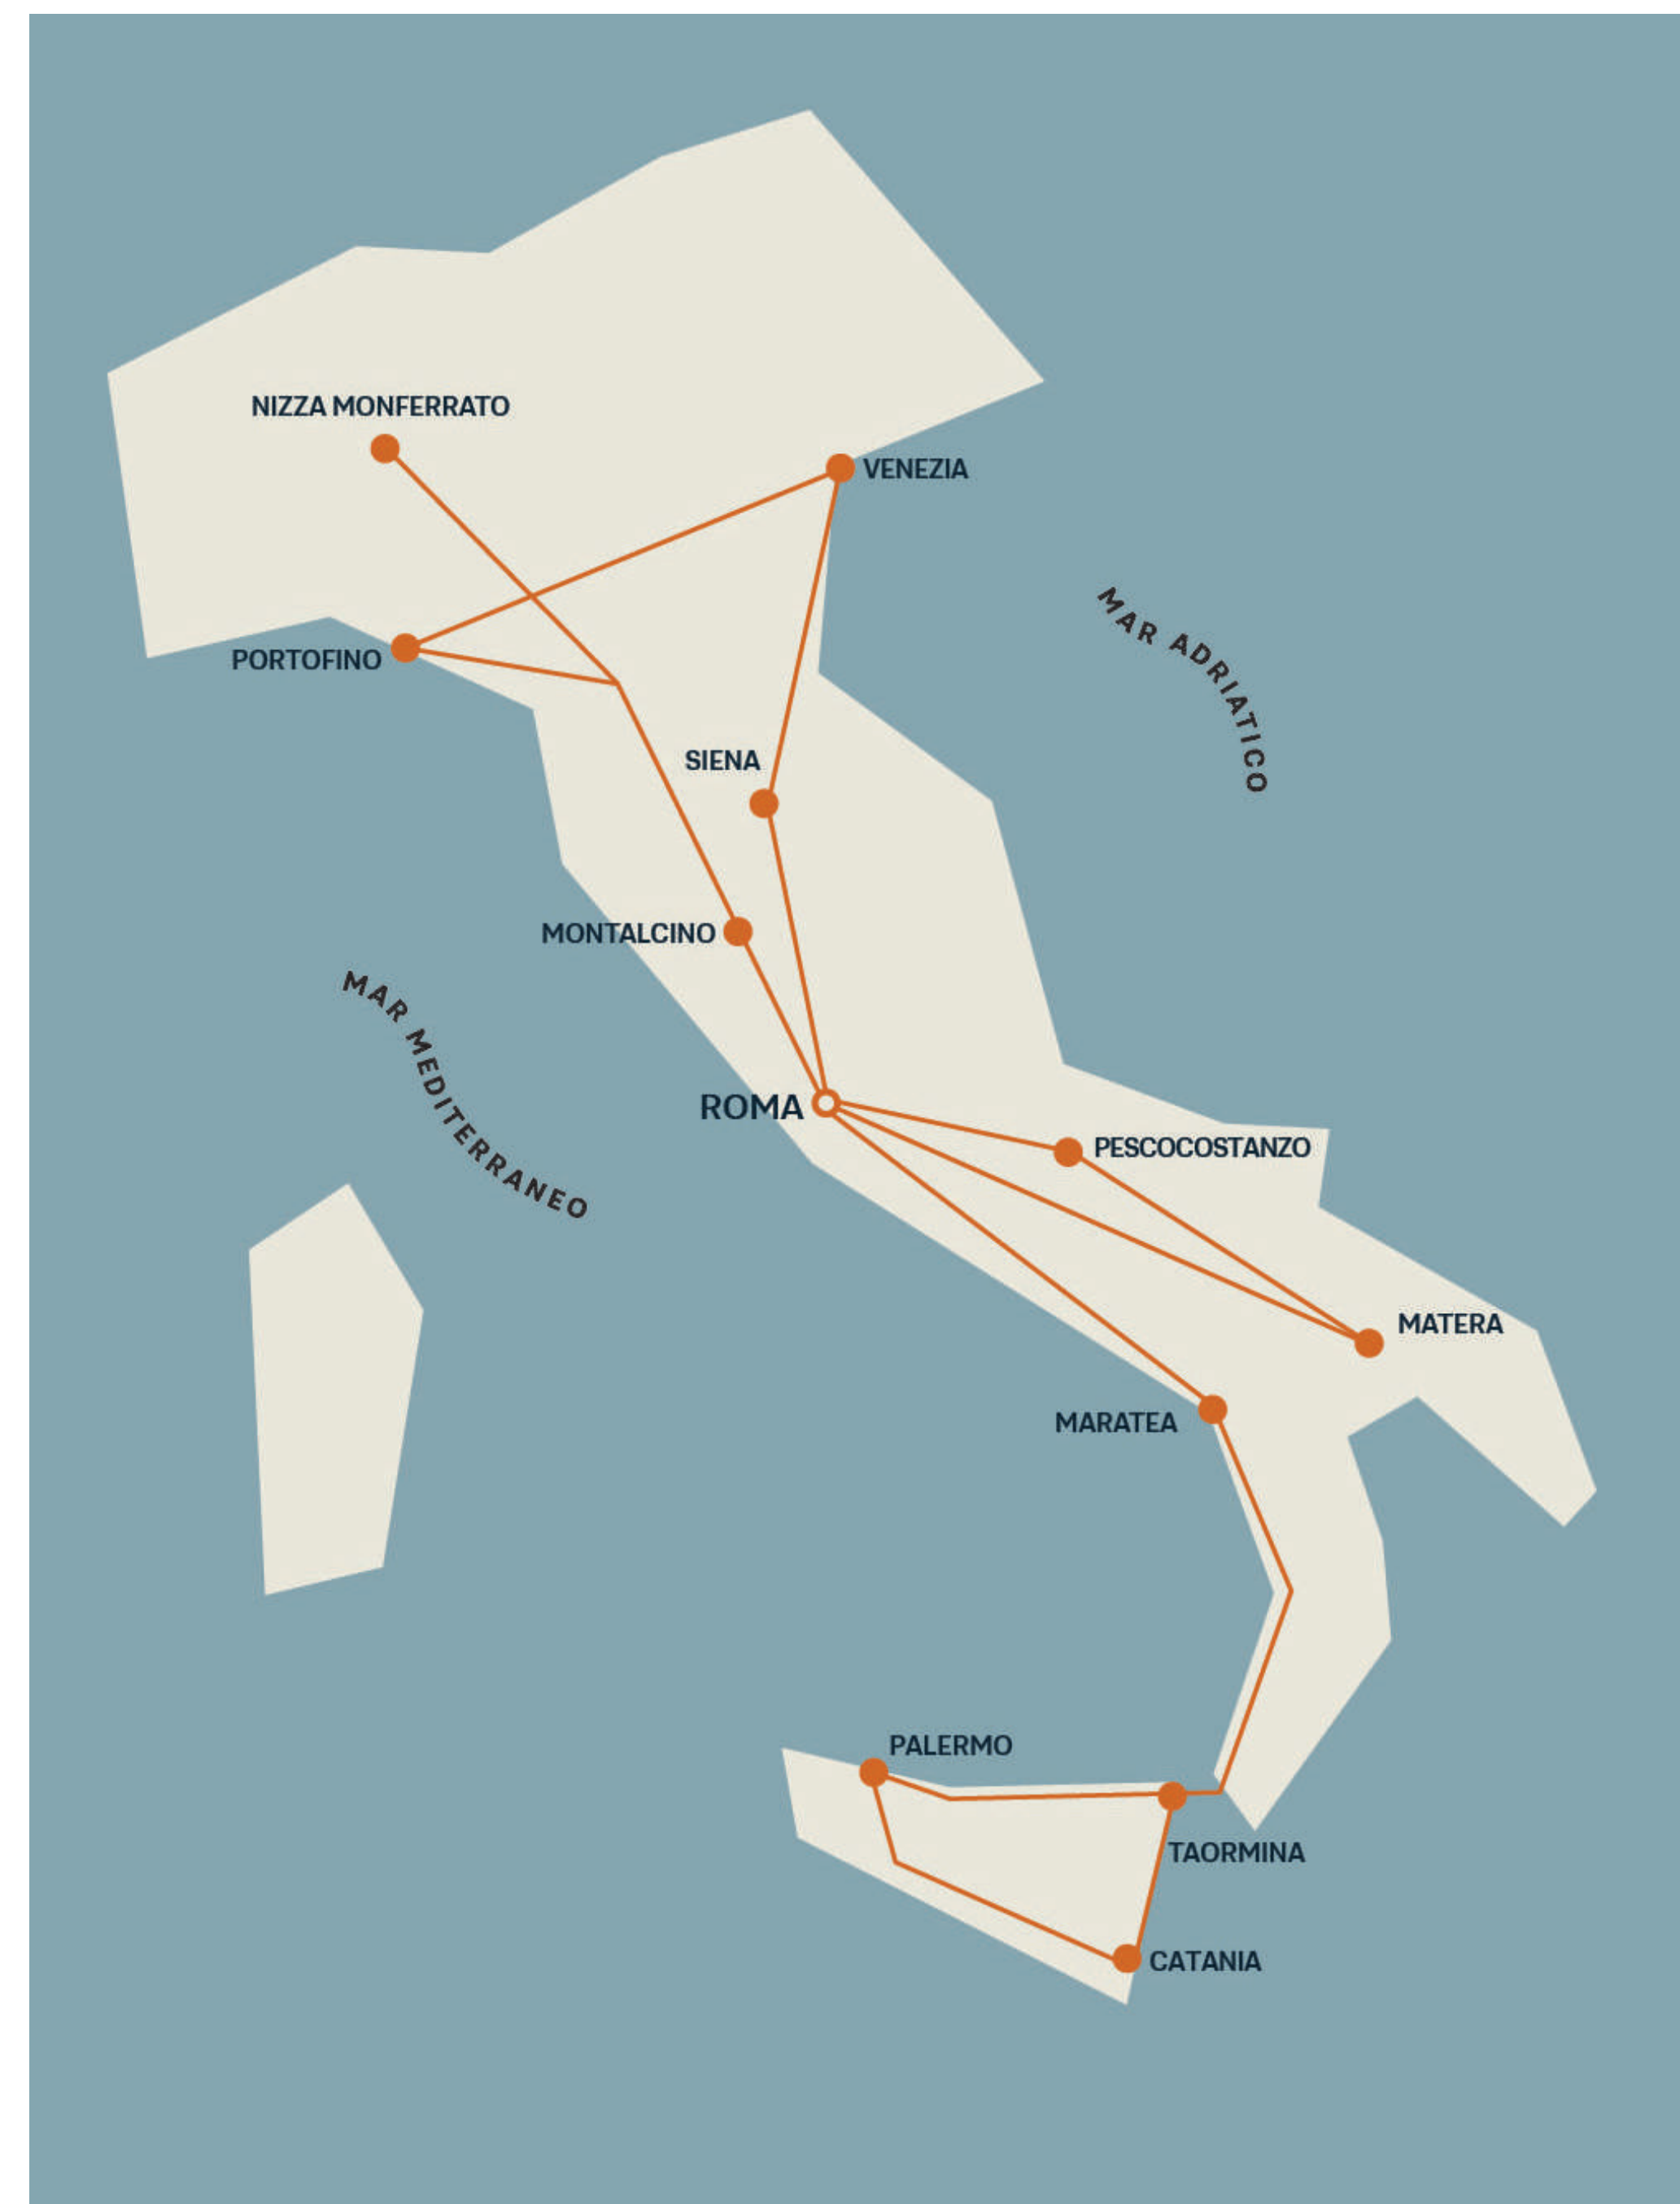 NIZZA MONFERRATO
VENEZIA
PORTOFINO
MAR ADRIATICO
SIENA
MONTALCINO
MAR MEDITERRANEO
ROMA
PESCOCOSTANZO
MATERA
MARATEA
PALERMO
TAORMINA
CATANIA